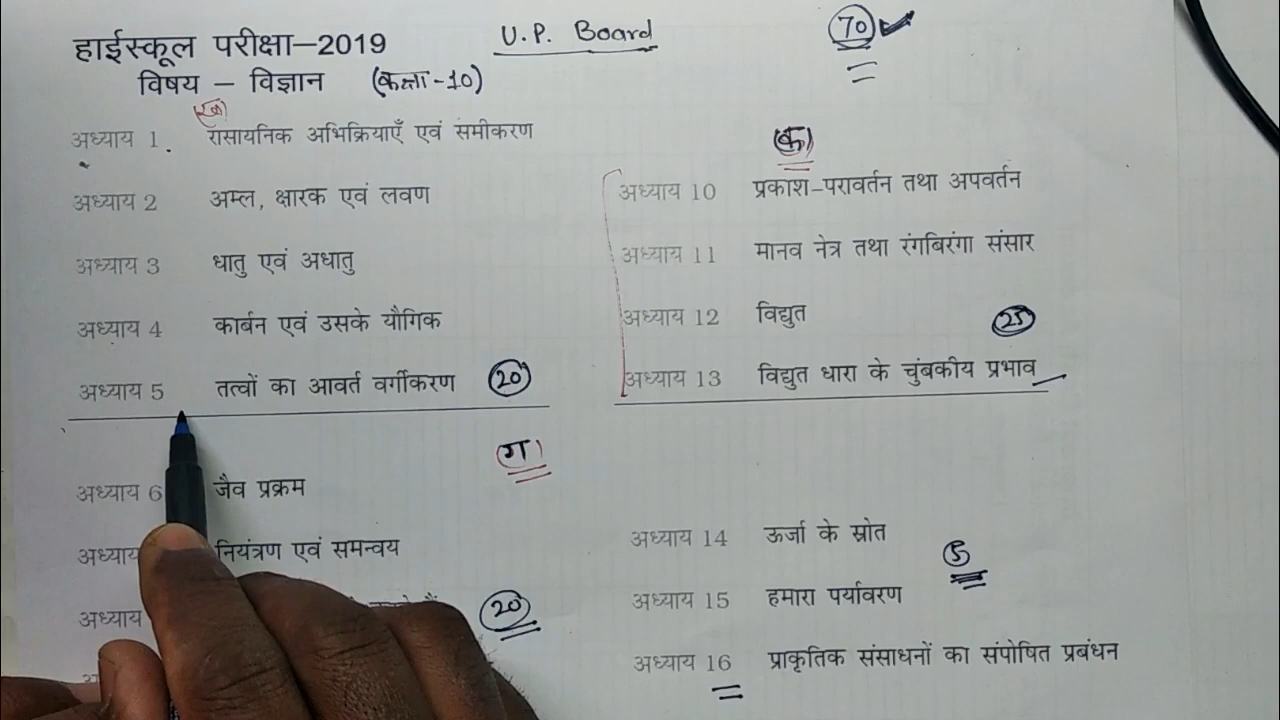 हाईस्कूल परीक्षा–2019 U.P. Board 70
विषय – विज्ञान (कक्षा-10)
(ख)
अध्याय 1. रासायनिक अभिक्रियाएँ एवं समीकरण
अध्याय 2 अम्ल, क्षारक एवं लवण
अध्याय 3 धातु एवं अधातु
अध्याय 4 कार्बन एवं उसके यौगिक
अध्याय 5 तत्वों का आवर्त वर्गीकरण 20
(ग)
अध्याय 6 जैव प्रक्रम
अध्याय नियंत्रण एवं समन्वय
अध्याय
20
(क)
अध्याय 10 प्रकाश–परावर्तन तथा अपवर्तन
अध्याय 11 मानव नेत्र तथा रंगबिरंगा संसार
अध्याय 12 विद्युत 25
अध्याय 13 विद्युत धारा के चुंबकीय प्रभाव
अध्याय 14 ऊर्जा के स्रोत
5
अध्याय 15 हमारा पर्यावरण
अध्याय 16 प्राकृतिक संसाधनों का संपोषित प्रबंधन